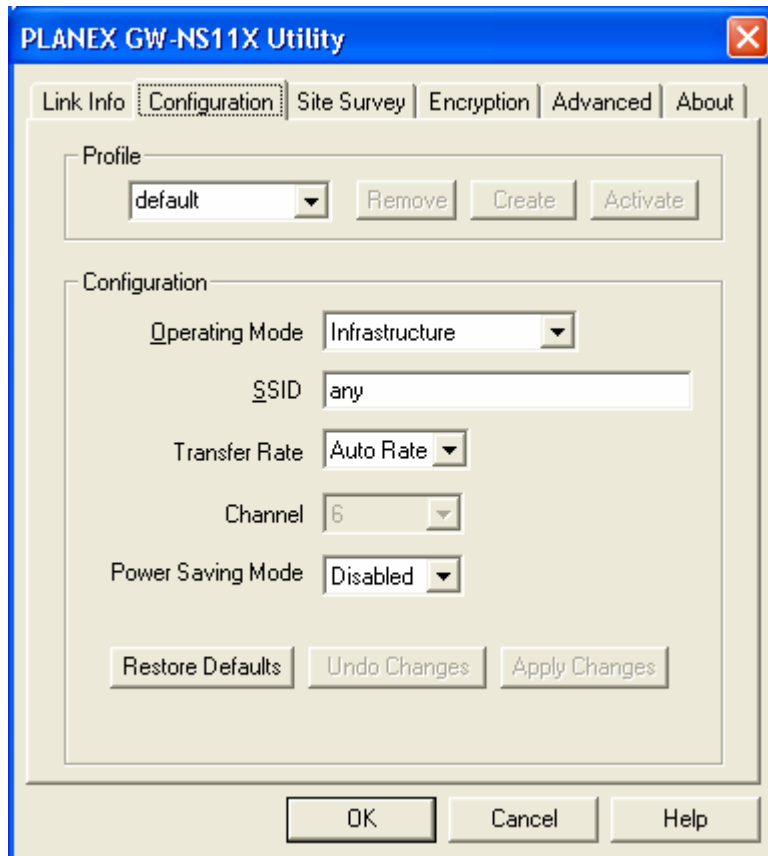 PLANEX GW-NS11X Utility
Link Info Configuration Site Survey Encryption Advanced About
Profile
default Remove Create Activate
Configuration
Operating Mode Infrastructure
SSID any
Transfer Rate Auto Rate
Channel 6
Power Saving Mode Disabled
Restore Defaults Undo Changes Apply Changes
OK Cancel Help